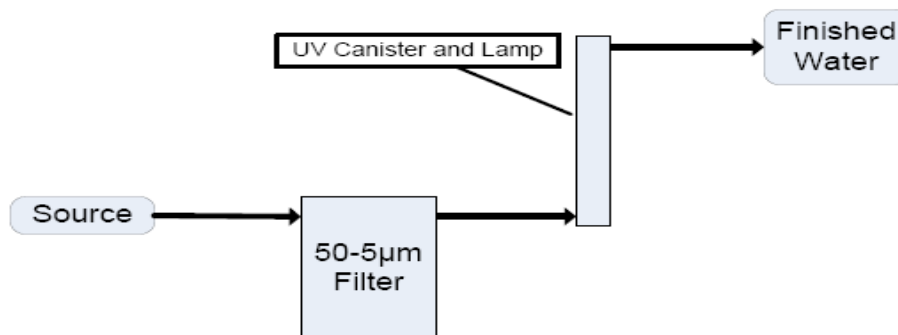 UV Canister and Lamp
Finished
Water
Source
50-5µm
Filter